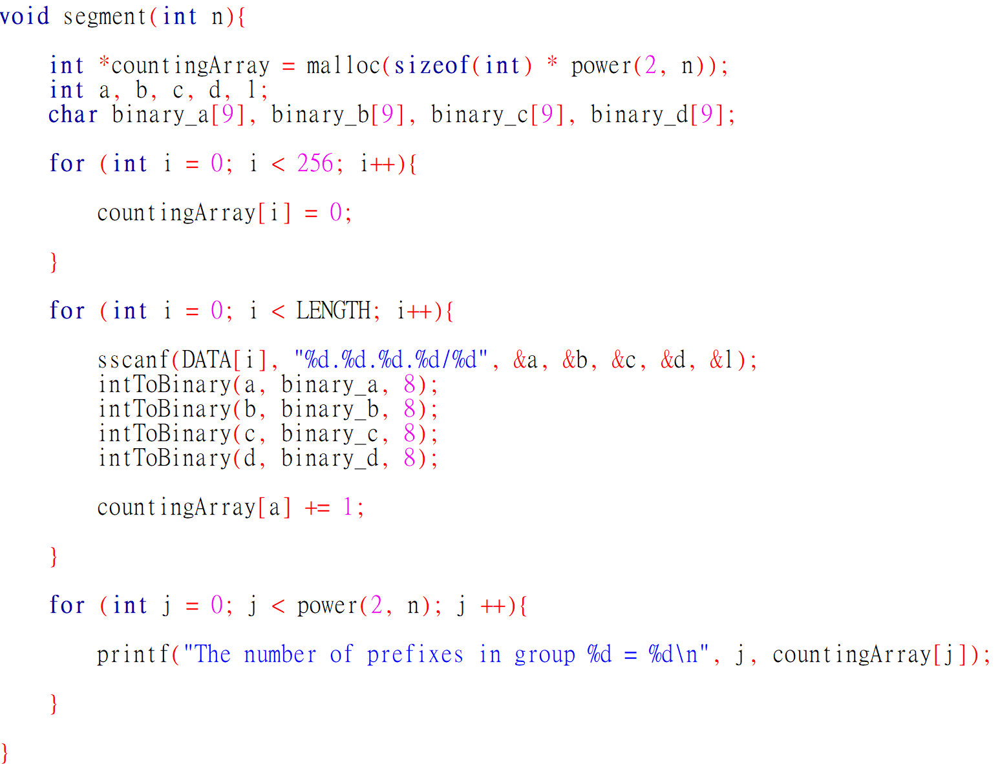 void segment(int n){
    int *countingArray = malloc(sizeof(int) * power(2, n));
    int a, b, c, d, l;
    char binary_a[9], binary_b[9], binary_c[9], binary_d[9];
    for (int i = 0; i < 256; i++){
        countingArray[i] = 0;
    }
    for (int i = 0; i < LENGTH; i++){
        sscanf(DATA[i], "%d.%d.%d.%d/%d", &a, &b, &c, &d, &l);
        intToBinary(a, binary_a, 8);
        intToBinary(b, binary_b, 8);
        intToBinary(c, binary_c, 8);
        intToBinary(d, binary_d, 8);
        countingArray[a] += 1;
    }
    for (int j = 0; j < power(2, n); j ++){
        printf("The number of prefixes in group %d = %d\n", j, countingArray[j]);
    }
}